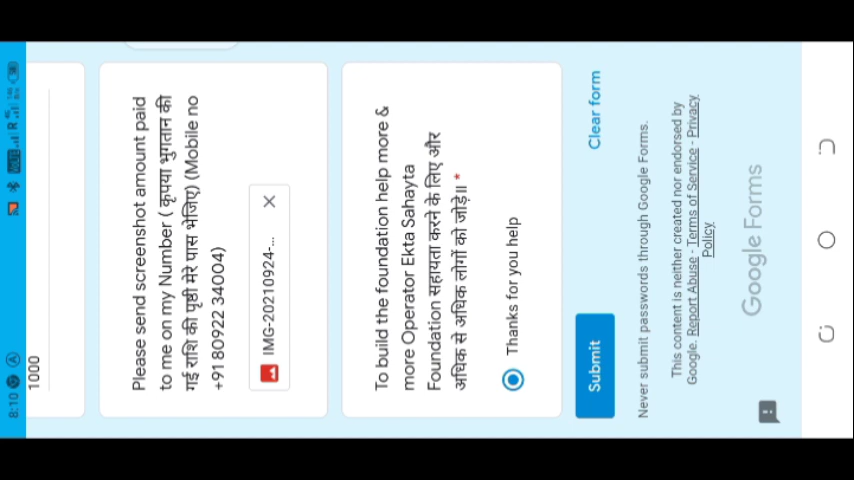 8:10
1000
Please send screenshot amount paid
to me on my Number ( कृपया भुगतान की
गई राशि की पृष्ठी मेरे पास भेजिए) (Mobile no
+91 80922 34004)
IMG-20210924-...
To build the foundation help more &
more Operator Ekta Sahayta
Foundation सहायता करने के लिए और
अधिक से अधिक लोगों को जोड़े॥ *
Thanks for you help
Submit
Clear form
Never submit passwords through Google Forms.
This content is neither created nor endorsed by
Google. Report Abuse - Terms of Service - Privacy
Policy
Google Forms